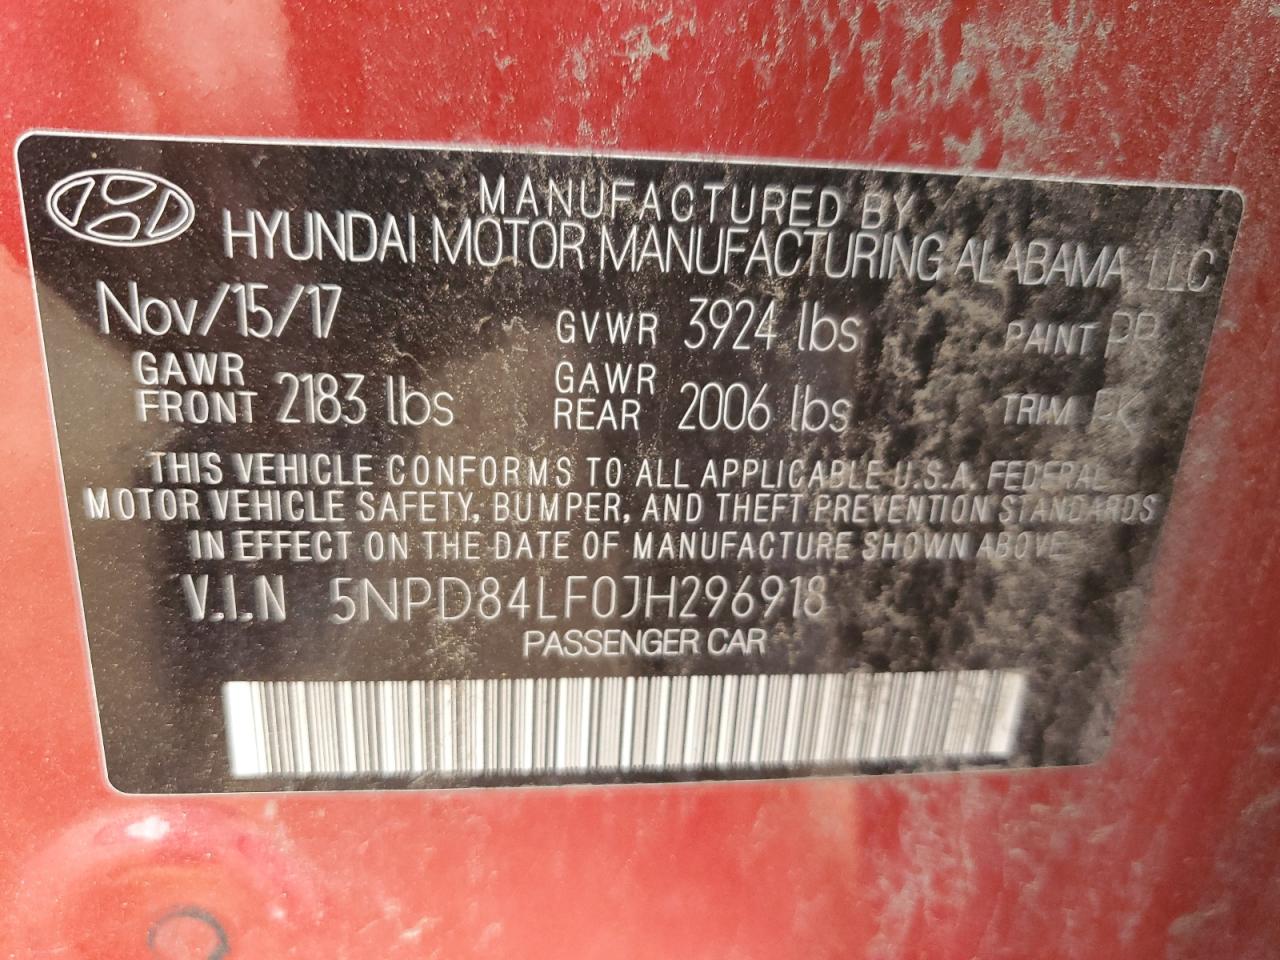 MANUFACTURED BY
HYUNDAI MOTOR MANUFACTURING ALABAMA, LLC
Nov/15/17 GVWR 3924 lbs PAINT PR
GAWR FRONT 2183 lbs GAWR REAR 2006 lbs TRIM
THIS VEHICLE CONFORMS TO ALL APPLICABLE U.S.A. FEDERAL
MOTOR VEHICLE SAFETY, BUMPER, AND THEFT PREVENTION STANDARDS
IN EFFECT ON THE DATE OF MANUFACTURE SHOWN ABOVE
V.I.N 5NPD84LF0JH296918
PASSENGER CAR